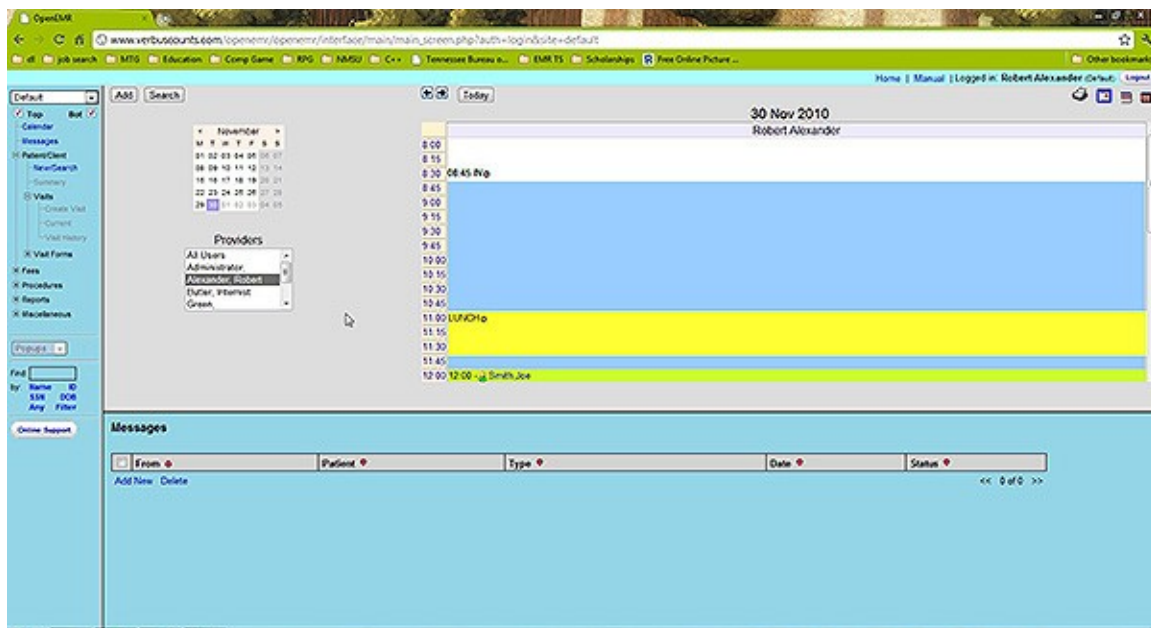 OpenEMR
www.verbusounts.com/openemr/openemr/interface/main/main_screen.php?auth=login&site=default
dl job search MTG Education Comp Game RPG NMSU C++ Tennessee Bureau o... EMR TS Scholarships Free Online Picture ... Other bookmarks
Home | Manual | Logged in: Robert Alexander (Default) Logout
Default
Top Bot
Calendar
Messages
Patient/Client
New/Search
Summary
Visits
Create Visit
Current
Visit History
Visit Forms
Fees
Procedures
Reports
Miscellaneous
Popups
Find
by: Name ID
SSN DOB
Any Filter
Online Support
Add Search
< November >
M T W T F S S
01 02 03 04 05 06 07
08 09 10 11 12 13 14
15 16 17 18 19 20 21
22 23 24 25 26 27 28
29 30 01 02 03 04 05
Providers
All Users
Administrator,
Alexander, Robert
Butler, Internist
Green,
Today
30 Nov 2010
Robert Alexander
8:00
8:15
8:30 08:45 IN
8:45
9:00
9:15
9:30
9:45
10:00
10:15
10:30
10:45
11:00 LUNCH
11:15
11:30
11:45
12:00 12:00 - Smith,Joe
Messages
From Patient Type Date Status
Add New Delete << 0 of 0 >>